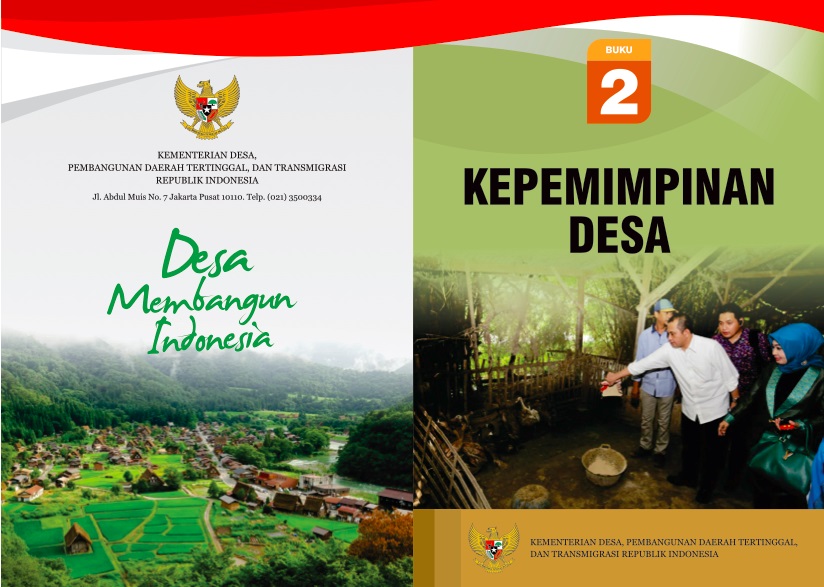 KEMENTERIAN DESA,
PEMBANGUNAN DAERAH TERTINGGAL, DAN TRANSMIGRASI
REPUBLIK INDONESIA
Jl. Abdul Muis No. 7 Jakarta Pusat 10110. Telp. (021) 3500334
Desa
Membangun
Indonesia
BUKU
2
KEPEMIMPINAN
DESA
KEMENTERIAN DESA, PEMBANGUNAN DAERAH TERTINGGAL,
DAN TRANSMIGRASI REPUBLIK INDONESIA